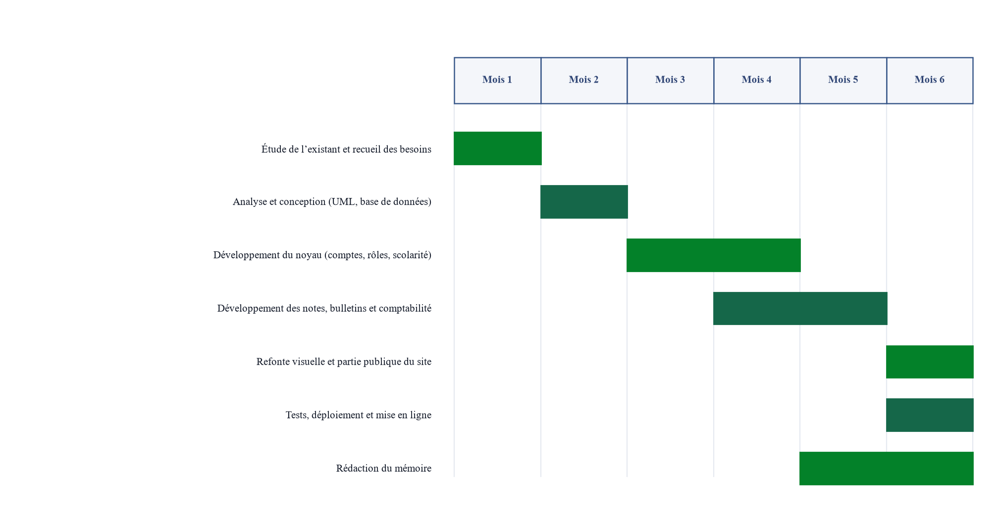 Mois 1 Mois 2 Mois 3 Mois 4 Mois 5 Mois 6
Étude de l’existant et recueil des besoins
Analyse et conception (UML, base de données)
Développement du noyau (comptes, rôles, scolarité)
Développement des notes, bulletins et comptabilité
Refonte visuelle et partie publique du site
Tests, déploiement et mise en ligne
Rédaction du mémoire